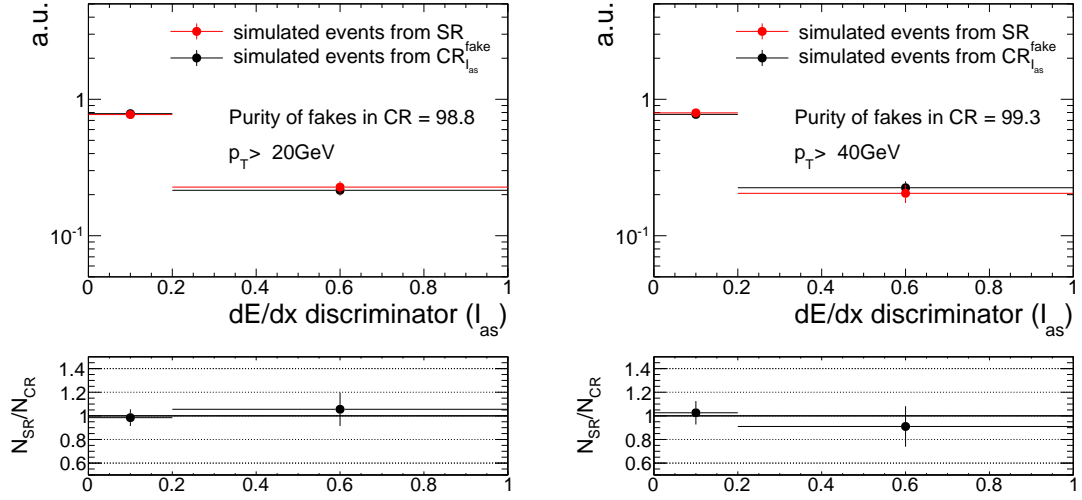 a.u.
simulated events from SR
simulated events from CR^fake_I_as
Purity of fakes in CR = 98.8
p_T > 20GeV
1
10^-1
0 0.2 0.4 0.6 0.8 1
dE/dx discriminator (I_as)
N_SR/N_CR
1.4
1.2
1
0.8
0.6
0 0.2 0.4 0.6 0.8 1
a.u.
simulated events from SR
simulated events from CR^fake_I_as
Purity of fakes in CR = 99.3
p_T > 40GeV
1
10^-1
0 0.2 0.4 0.6 0.8 1
dE/dx discriminator (I_as)
N_SR/N_CR
1.4
1.2
1
0.8
0.6
0 0.2 0.4 0.6 0.8 1